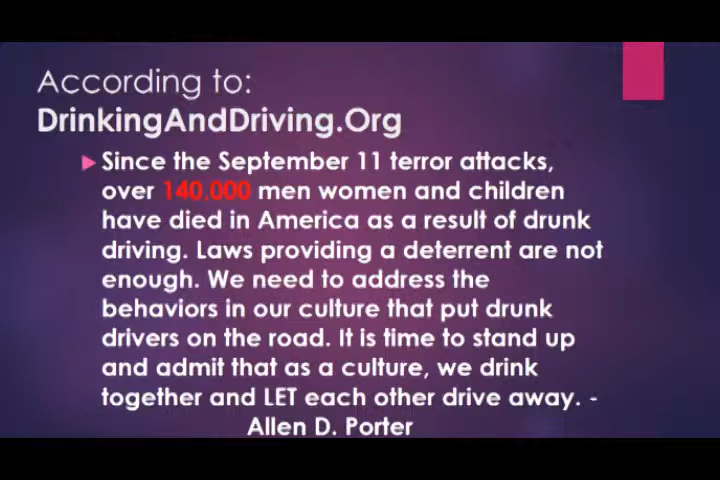 According to:
DrinkingAndDriving.Org
Since the September 11 terror attacks,
over 140,000 men women and children
have died in America as a result of drunk
driving. Laws providing a deterrent are not
enough. We need to address the
behaviors in our culture that put drunk
drivers on the road. It is time to stand up
and admit that as a culture, we drink
together and LET each other drive away. -
Allen D. Porter